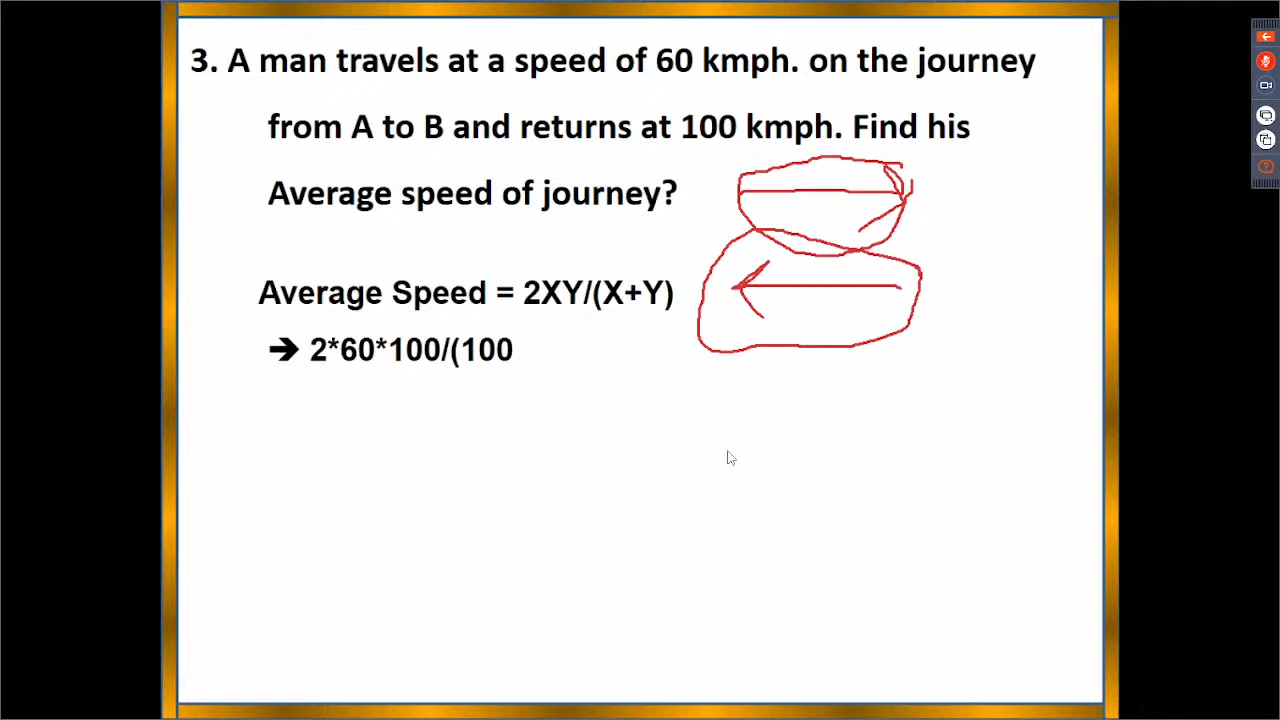 3. A man travels at a speed of 60 kmph. on the journey
from A to B and returns at 100 kmph. Find his
Average speed of journey?
Average Speed = 2XY/(X+Y)
➔ 2*60*100/(100